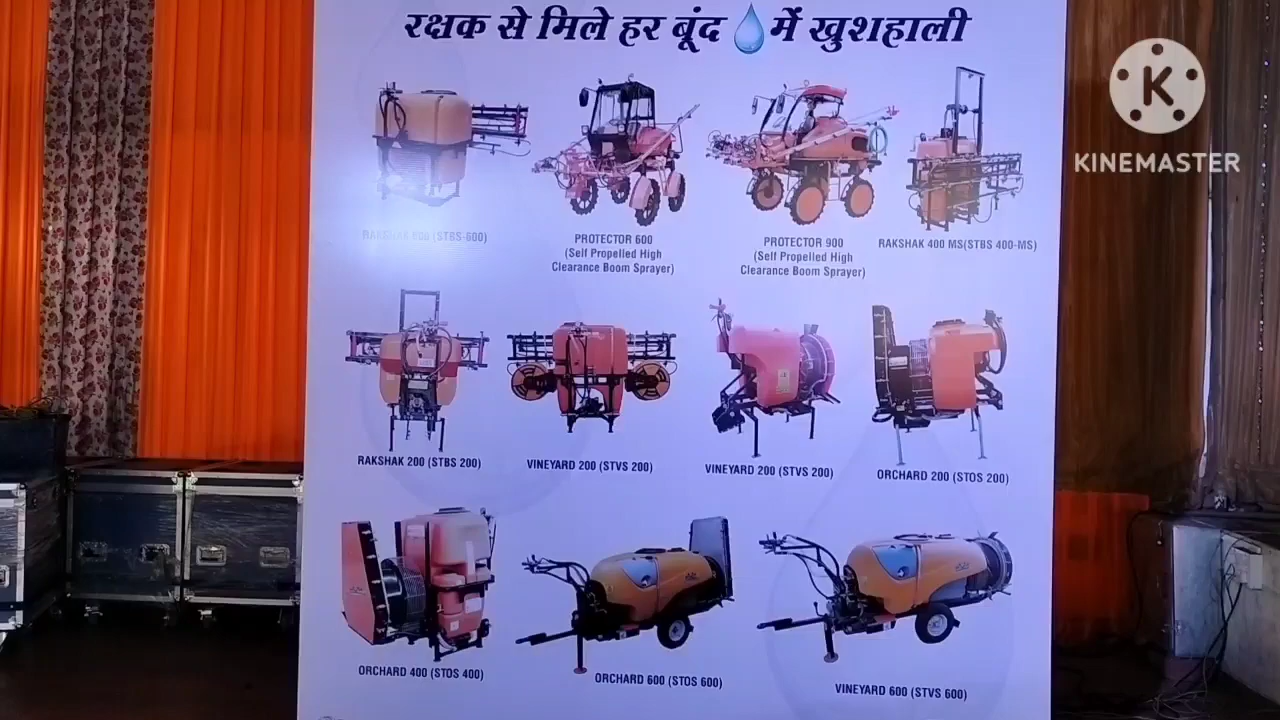 रक्षक से मिले हर बूंद में खुशहाली
KINEMASTER
RAKSHAK 600 (STBS-600)
PROTECTOR 600
(Self Propelled High
Clearance Boom Sprayer)
PROTECTOR 900
(Self Propelled High
Clearance Boom Sprayer)
RAKSHAK 400 MS(STBS 400-MS)
RAKSHAK 200 (STBS 200)
VINEYARD 200 (STVS 200)
VINEYARD 200 (STVS 200)
ORCHARD 200 (STOS 200)
ORCHARD 400 (STOS 400)
ORCHARD 600 (STOS 600)
VINEYARD 600 (STVS 600)